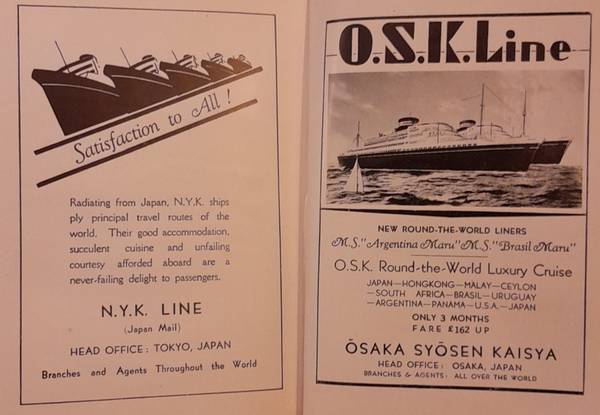 Satisfaction to All !
Radiating from Japan, N.Y.K. ships
ply principal travel routes of the
world. Their good accommodation,
succulent cuisine and unfailing
courtesy afforded aboard are a
never-failing delight to passengers.
N.Y.K. LINE
(Japan Mail)
HEAD OFFICE: TOKYO, JAPAN
Branches and Agents Throughout the World
O.S.K. Line
NEW ROUND-THE-WORLD LINERS
M.S. "Argentina Maru" M.S. "Brasil Maru"
O.S.K. Round-the-World Luxury Cruise
JAPAN—HONGKONG—MALAY—CEYLON
—SOUTH AFRICA—BRASIL—URUGUAY
—ARGENTINA—PANAMA—U.S.A.—JAPAN
ONLY 3 MONTHS
FARE £162 UP
ŌSAKA SYŌSEN KAISYA
HEAD OFFICE: OSAKA, JAPAN
BRANCHES & AGENTS: ALL OVER THE WORLD